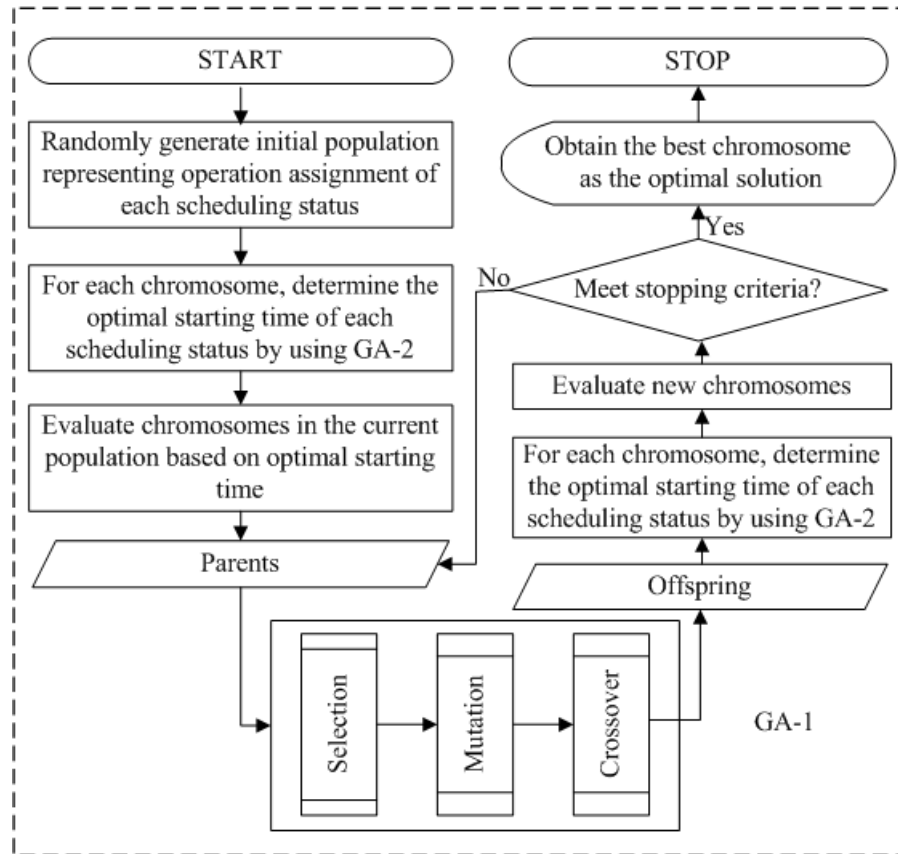 START
Randomly generate initial population
representing operation assignment of
each scheduling status
For each chromosome, determine the
optimal starting time of each
scheduling status by using GA-2
Evaluate chromosomes in the current
population based on optimal starting
time
Parents
Selection
Mutation
Crossover
GA-1
Offspring
For each chromosome, determine
the optimal starting time of each
scheduling status by using GA-2
Evaluate new chromosomes
Meet stopping criteria?
No
Yes
Obtain the best chromosome
as the optimal solution
STOP